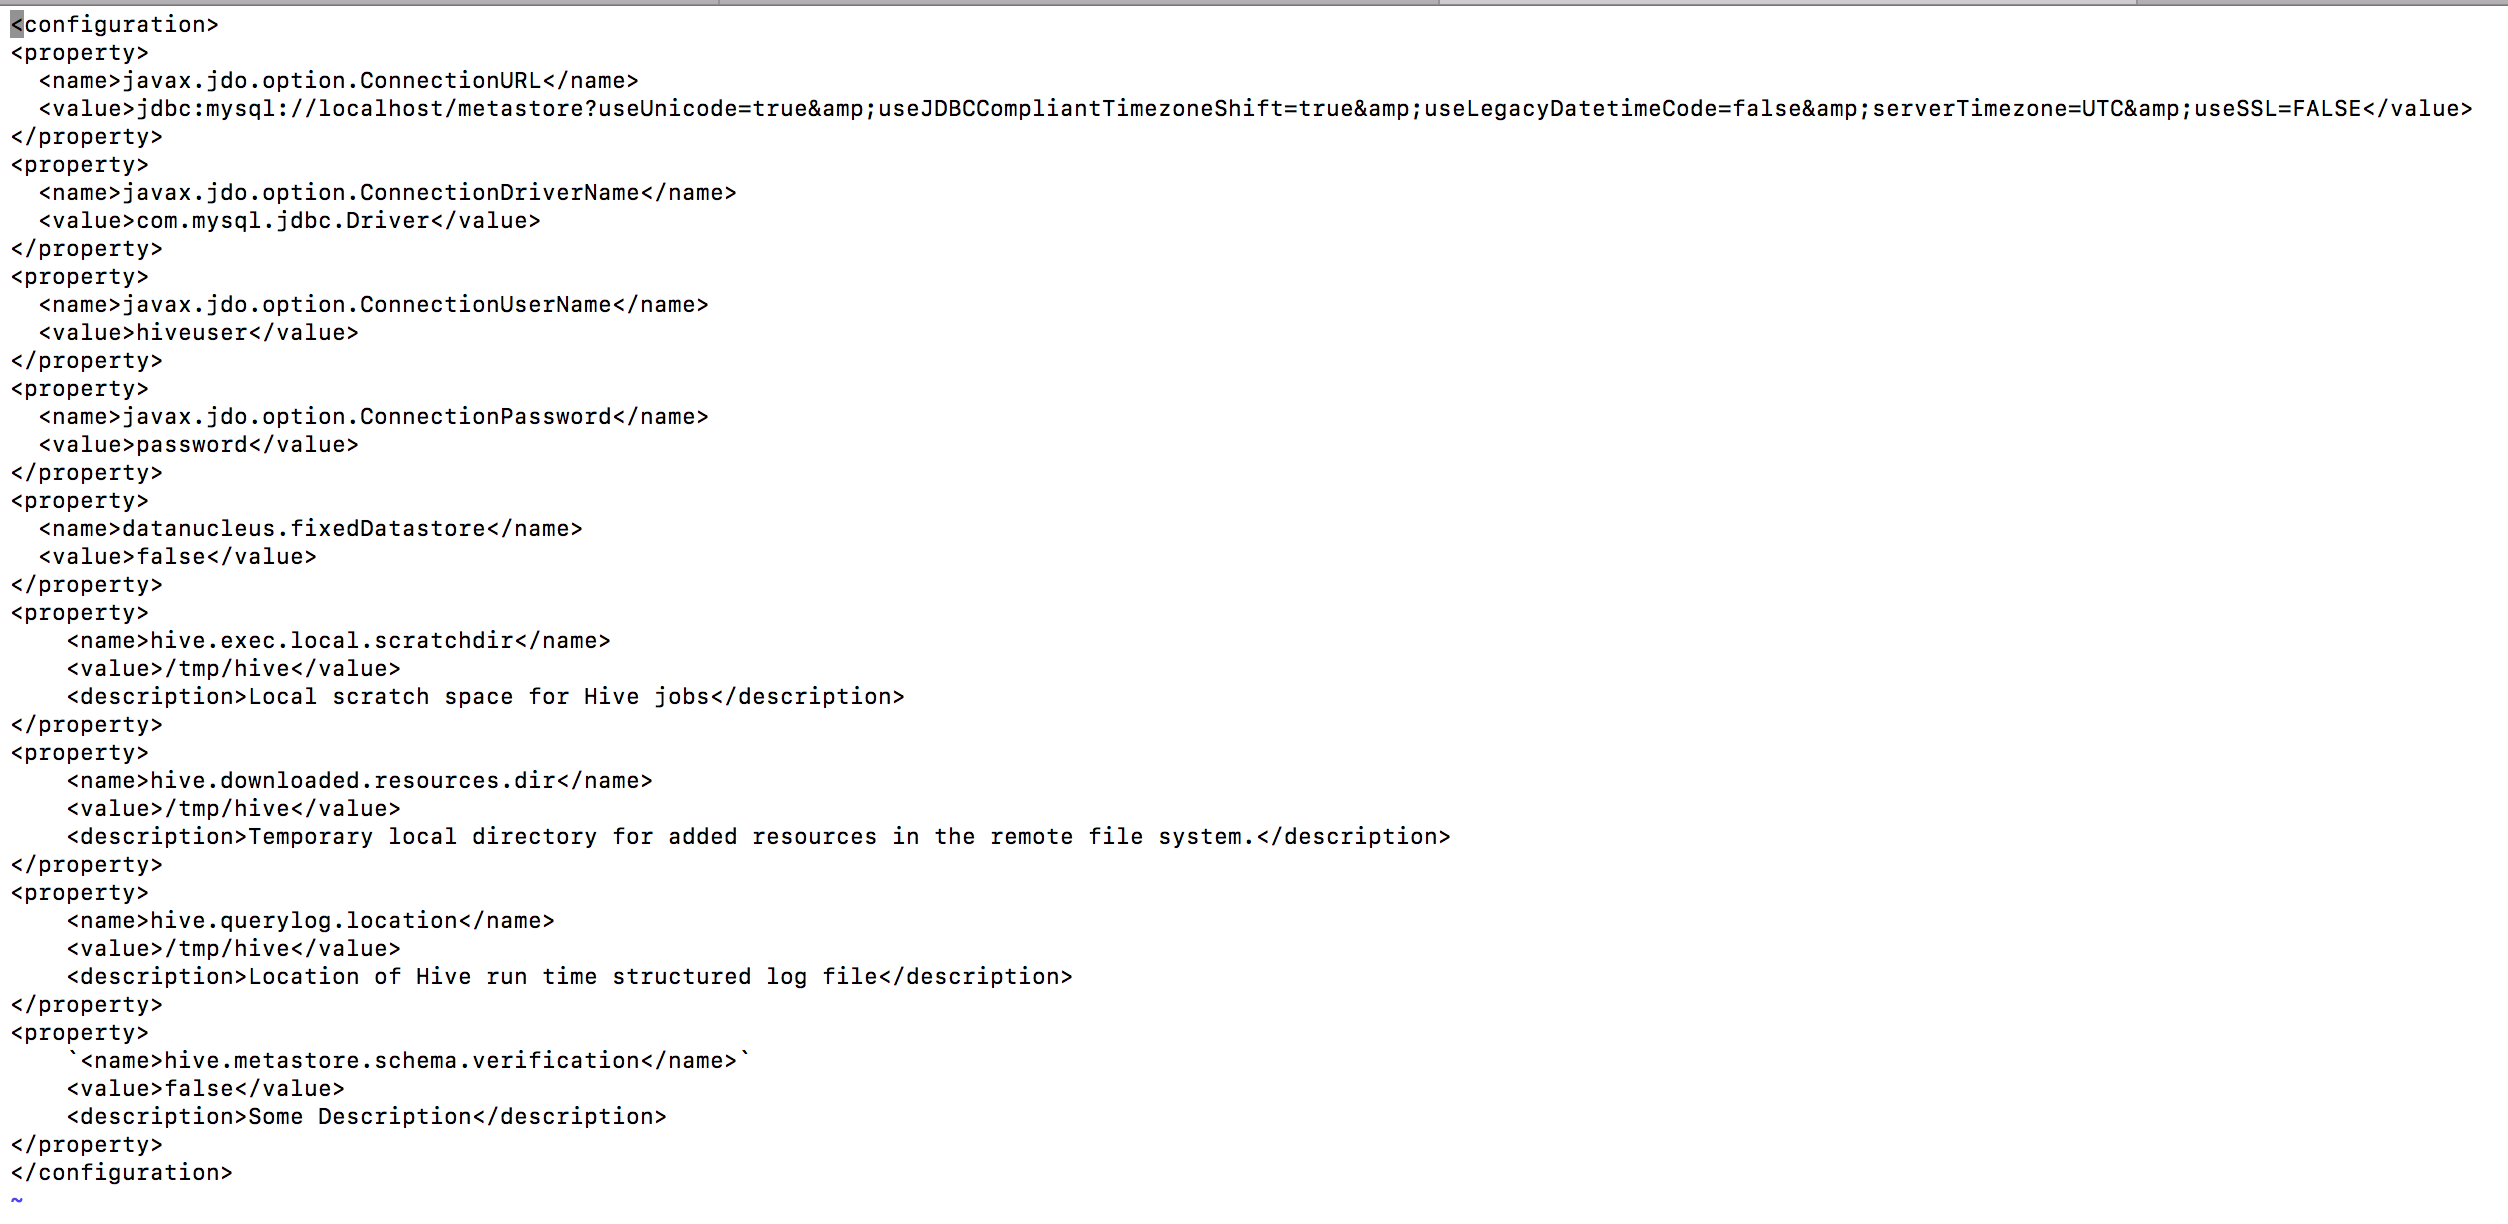 <configuration>
<property>
  <name>javax.jdo.option.ConnectionURL</name>
  <value>jdbc:mysql://localhost/metastore?useUnicode=true&amp;useJDBCCompliantTimezoneShift=true&amp;useLegacyDatetimeCode=false&amp;serverTimezone=UTC&amp;useSSL=FALSE</value>
</property>
<property>
  <name>javax.jdo.option.ConnectionDriverName</name>
  <value>com.mysql.jdbc.Driver</value>
</property>
<property>
  <name>javax.jdo.option.ConnectionUserName</name>
  <value>hiveuser</value>
</property>
<property>
  <name>javax.jdo.option.ConnectionPassword</name>
  <value>password</value>
</property>
<property>
  <name>datanucleus.fixedDatastore</name>
  <value>false</value>
</property>
<property>
    <name>hive.exec.local.scratchdir</name>
    <value>/tmp/hive</value>
    <description>Local scratch space for Hive jobs</description>
</property>
<property>
    <name>hive.downloaded.resources.dir</name>
    <value>/tmp/hive</value>
    <description>Temporary local directory for added resources in the remote file system.</description>
</property>
<property>
    <name>hive.querylog.location</name>
    <value>/tmp/hive</value>
    <description>Location of Hive run time structured log file</description>
</property>
<property>
    `<name>hive.metastore.schema.verification</name>`
    <value>false</value>
    <description>Some Description</description>
</property>
</configuration>
~